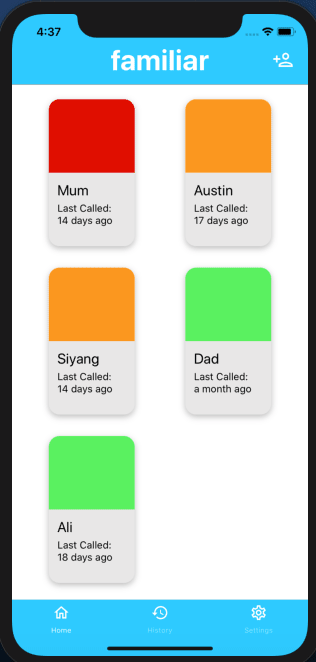 4:37
familiar
Mum
Last Called:
14 days ago
Austin
Last Called:
17 days ago
Siyang
Last Called:
14 days ago
Dad
Last Called:
a month ago
Ali
Last Called:
18 days ago
Home
History
Settings